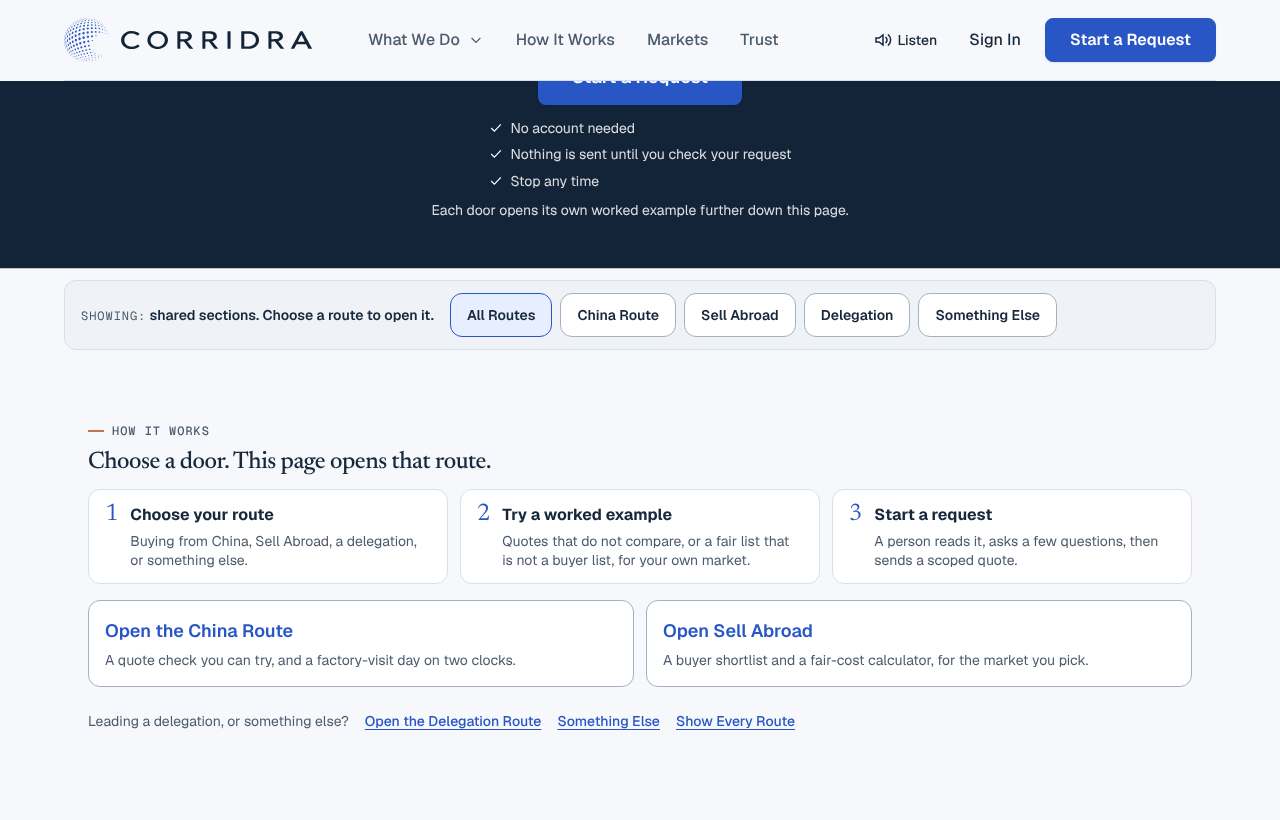 CORRIDRA
What We Do
How It Works
Markets
Trust
Listen
Sign In
Start a Request
Start a Request
No account needed
Nothing is sent until you check your request
Stop any time
Each door opens its own worked example further down this page.
SHOWING: shared sections. Choose a route to open it.
All Routes
China Route
Sell Abroad
Delegation
Something Else
HOW IT WORKS
Choose a door. This page opens that route.
1 Choose your route
Buying from China, Sell Abroad, a delegation,
or something else.
2 Try a worked example
Quotes that do not compare, or a fair list that
is not a buyer list, for your own market.
3 Start a request
A person reads it, asks a few questions, then
sends a scoped quote.
Open the China Route
A quote check you can try, and a factory-visit day on two clocks.
Open Sell Abroad
A buyer shortlist and a fair-cost calculator, for the market you pick.
Leading a delegation, or something else? Open the Delegation Route Something Else Show Every Route